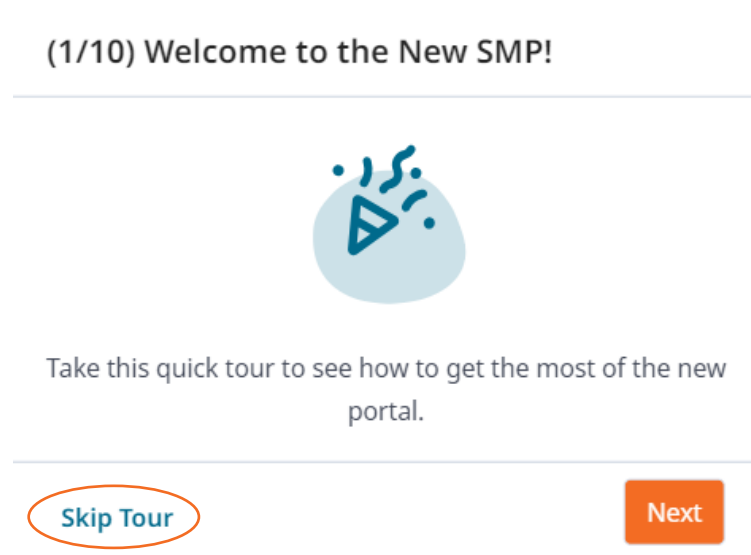 (1/10) Welcome to the New SMP!
Take this quick tour to see how to get the most of the new
portal.
Skip Tour
Next